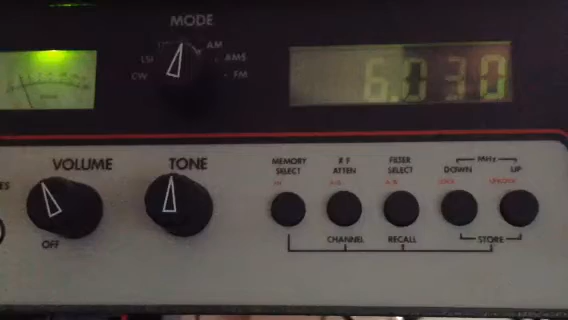 MODE
AM
LSB
AMS
CW
FM
6.030
VOLUME
TONE
MEMORY SELECT
RF ATTEN
FILTER SELECT
MHz
DOWN
UP
OFF
CHANNEL
RECALL
STORE